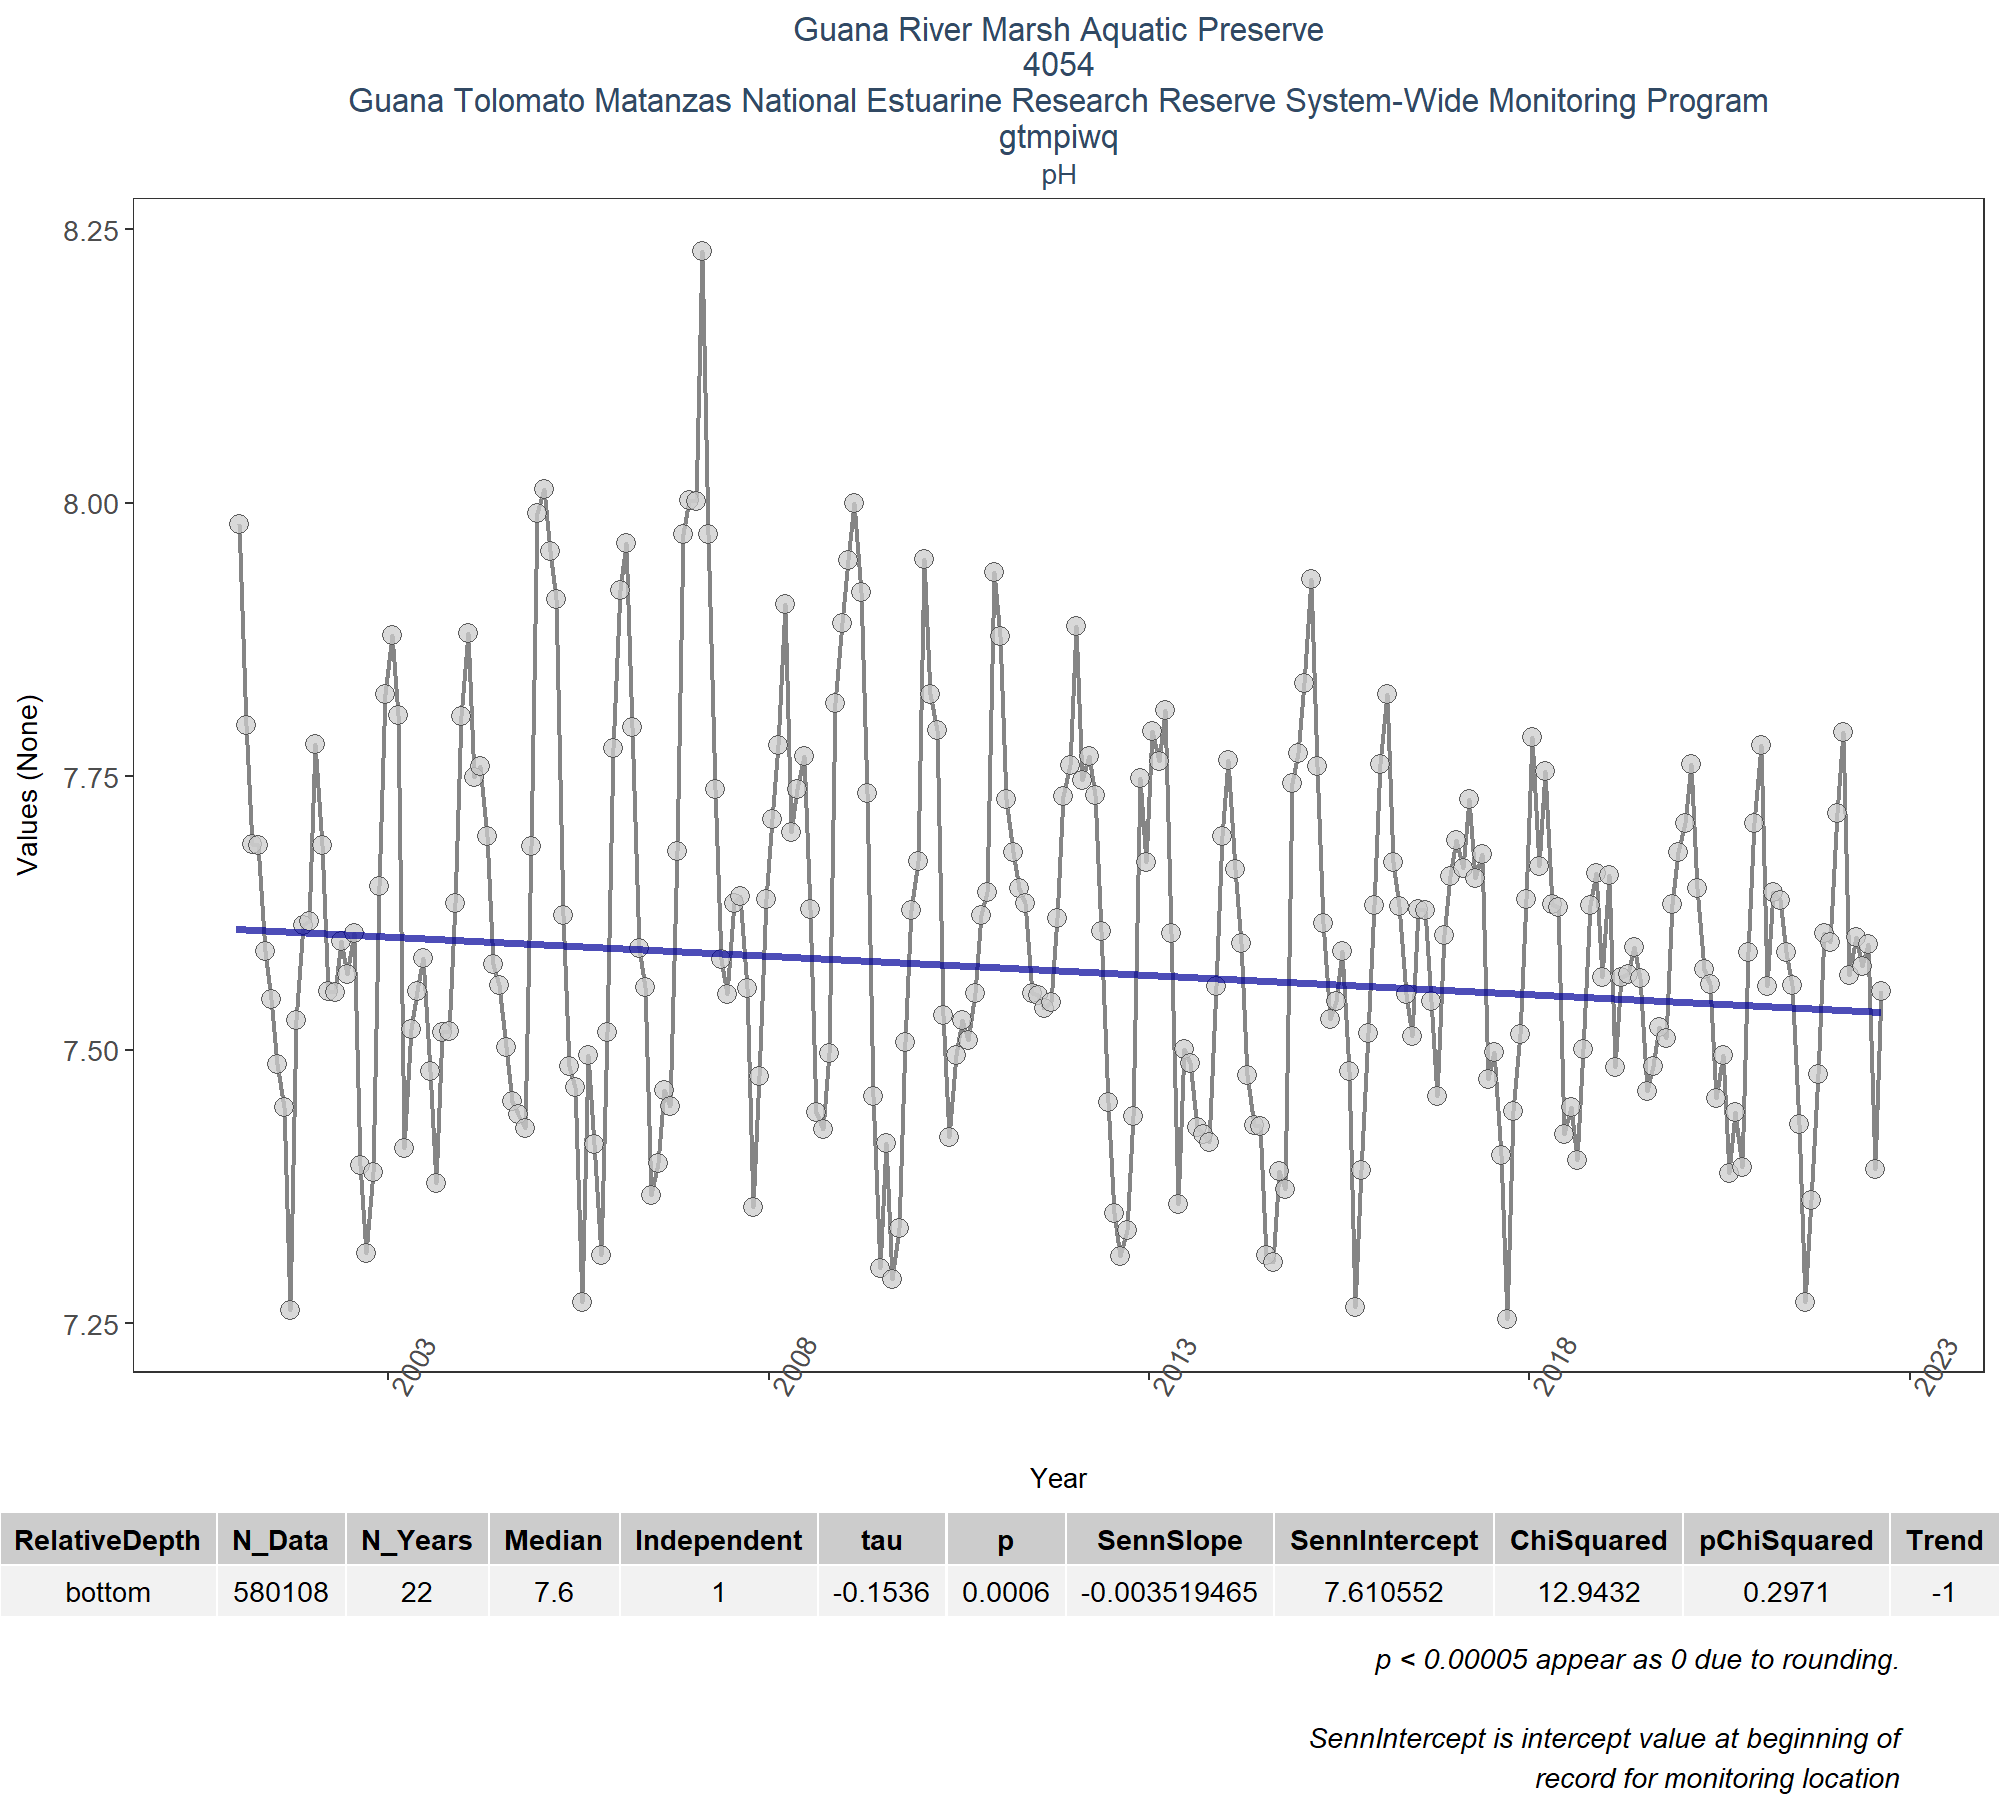 Guana River Marsh Aquatic Preserve
4054
Guana Tolomato Matanzas National Estuarine Research Reserve System-Wide Monitoring Program
gtmpiwq
pH
8.25
8.00
7.75
7.50
7.25
Values (None)
2003
2008
2013
2018
2023
Year
RelativeDepth N_Data N_Years Median Independent tau p SennSlope SennIntercept ChiSquared pChiSquared Trend
bottom 580108 22 7.6 1 -0.1536 0.0006 -0.003519465 7.610552 12.9432 0.2971 -1
p < 0.00005 appear as 0 due to rounding.
SennIntercept is intercept value at beginning of
record for monitoring location